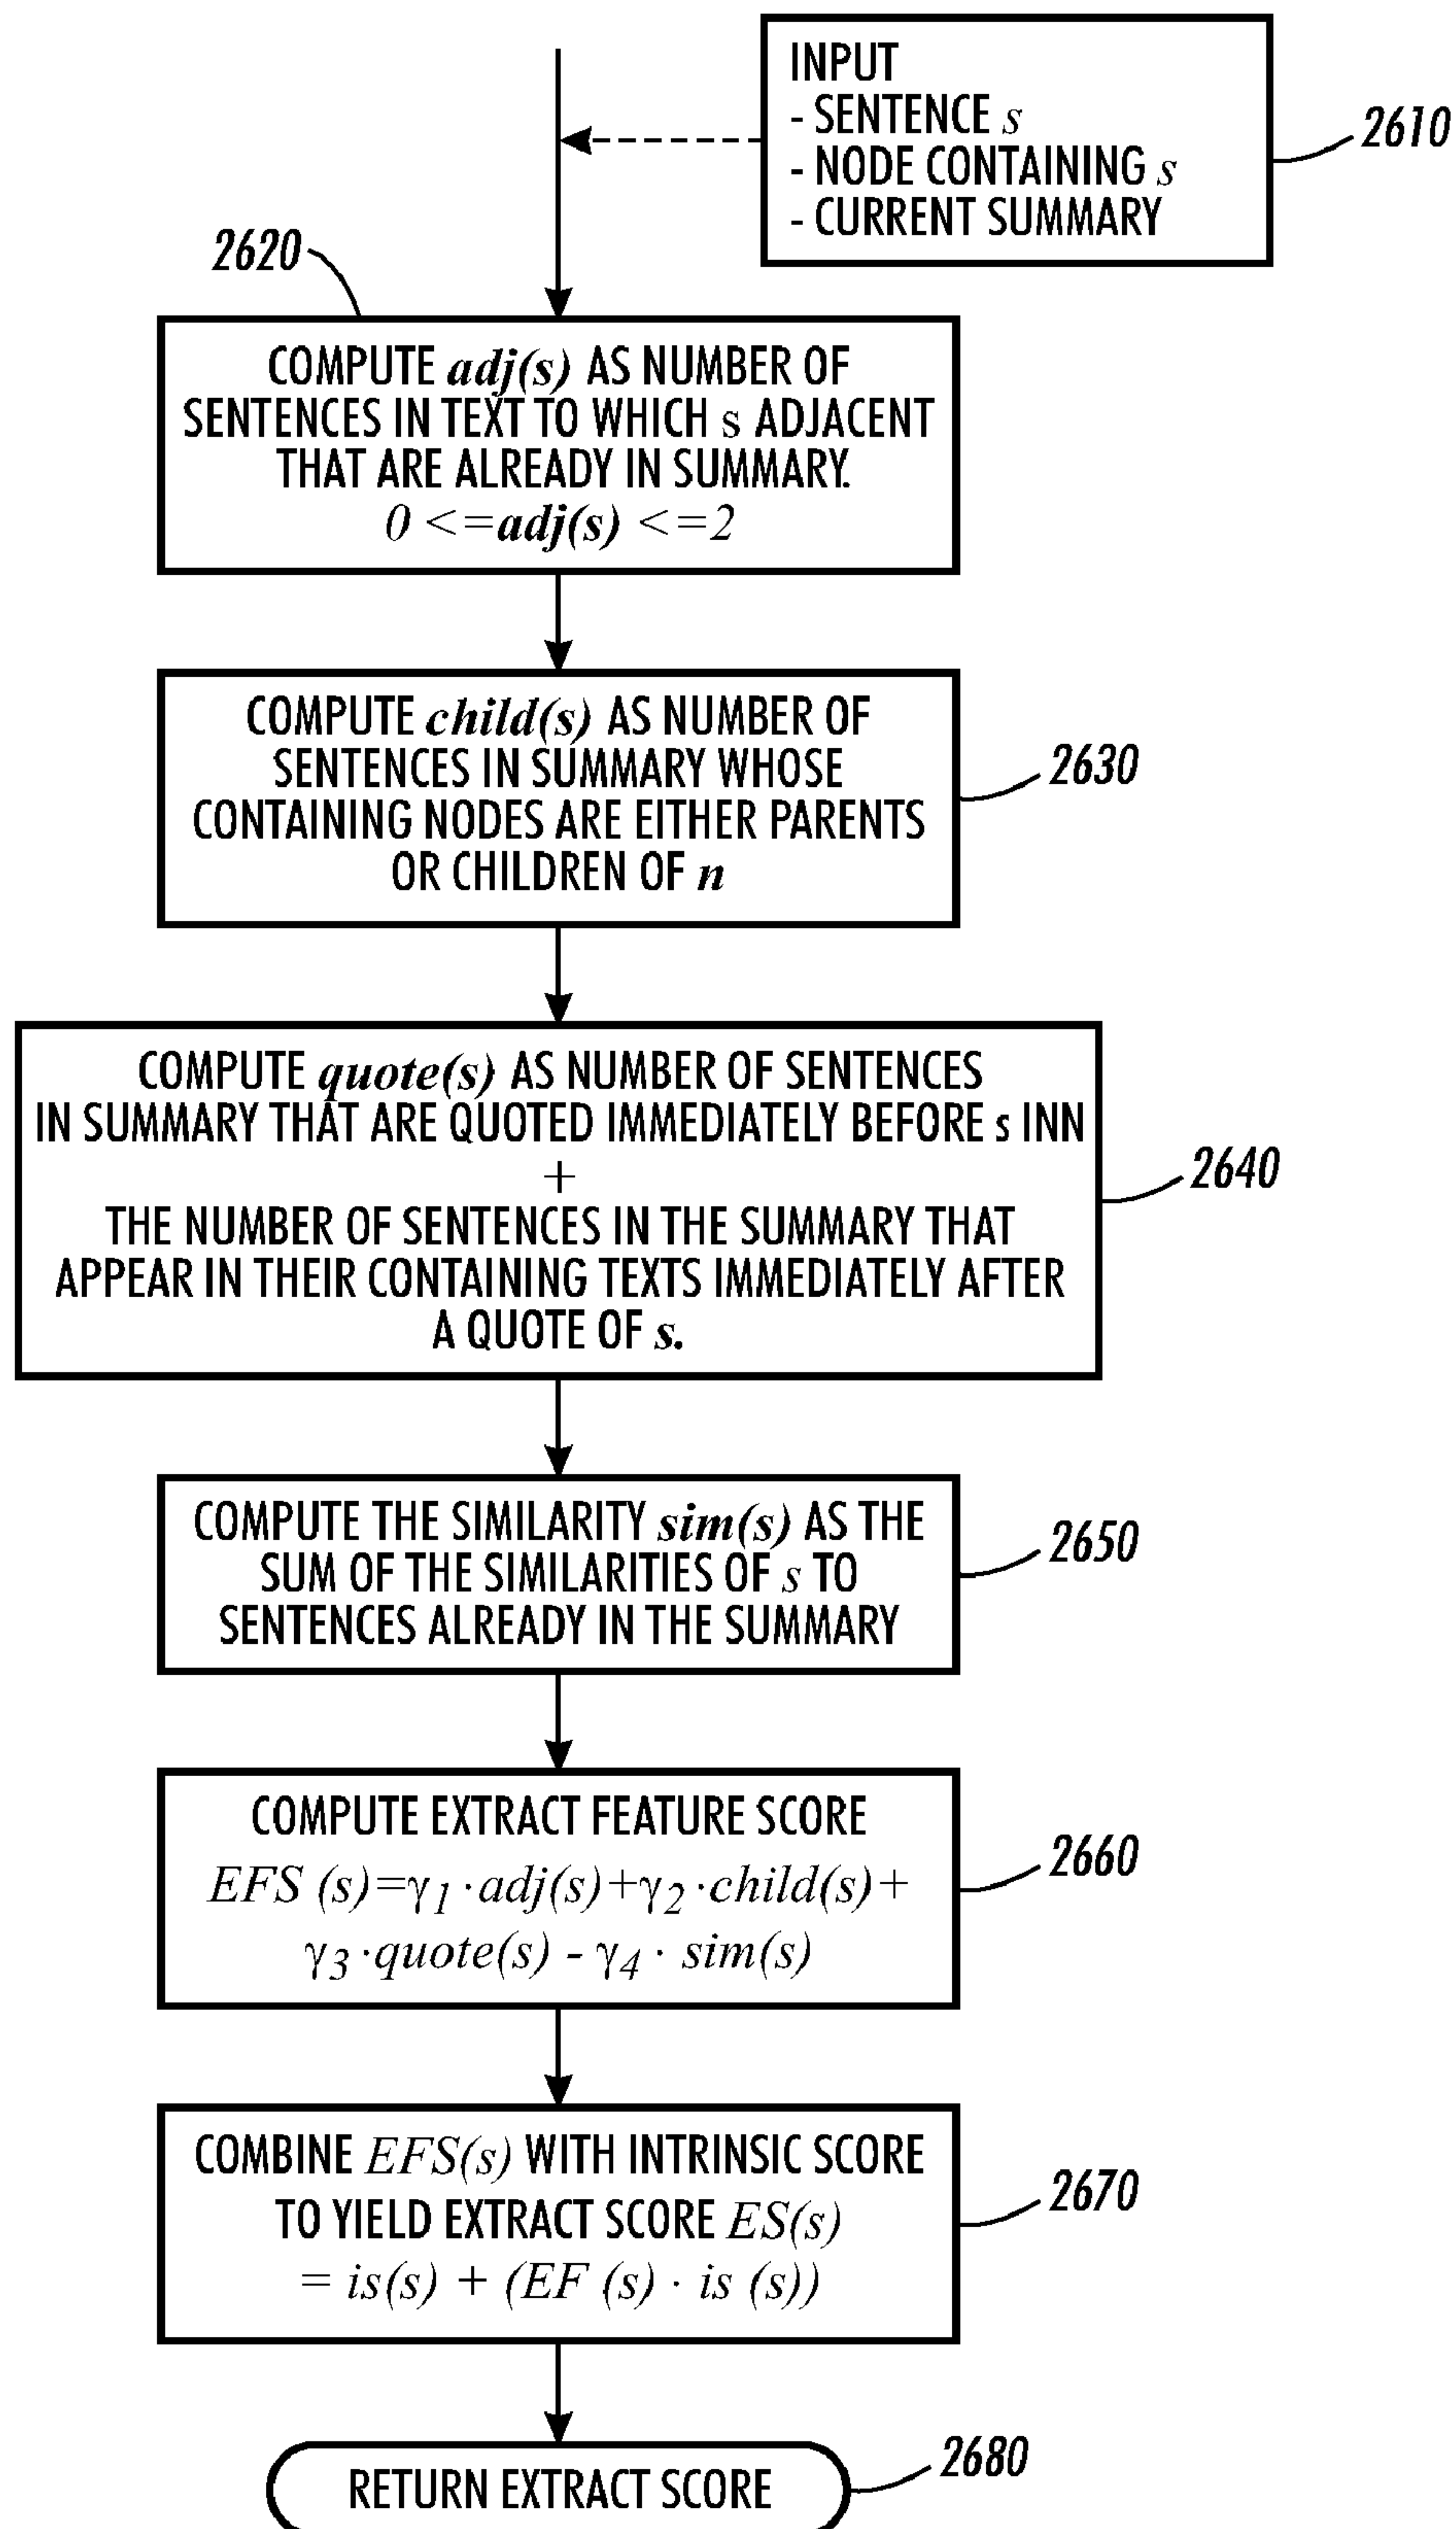 INPUT
- SENTENCE s
- NODE CONTAINING s
- CURRENT SUMMARY
2610
2620
COMPUTE adj(s) AS NUMBER OF
SENTENCES IN TEXT TO WHICH s ADJACENT
THAT ARE ALREADY IN SUMMARY.
0 <=adj(s) <=2
COMPUTE child(s) AS NUMBER OF
SENTENCES IN SUMMARY WHOSE
CONTAINING NODES ARE EITHER PARENTS
OR CHILDREN OF n
2630
COMPUTE quote(s) AS NUMBER OF SENTENCES
IN SUMMARY THAT ARE QUOTED IMMEDIATELY BEFORE s INN
+
THE NUMBER OF SENTENCES IN THE SUMMARY THAT
APPEAR IN THEIR CONTAINING TEXTS IMMEDIATELY AFTER
A QUOTE OF s.
2640
COMPUTE THE SIMILARITY sim(s) AS THE
SUM OF THE SIMILARITIES OF s TO
SENTENCES ALREADY IN THE SUMMARY
2650
COMPUTE EXTRACT FEATURE SCORE
EFS (s)=γ1 ·adj(s)+γ2 ·child(s)+
γ3 ·quote(s) - γ4 · sim(s)
2660
COMBINE EFS(s) WITH INTRINSIC SCORE
TO YIELD EXTRACT SCORE ES(s)
= is(s) + (EF (s) · is (s))
2670
RETURN EXTRACT SCORE
2680